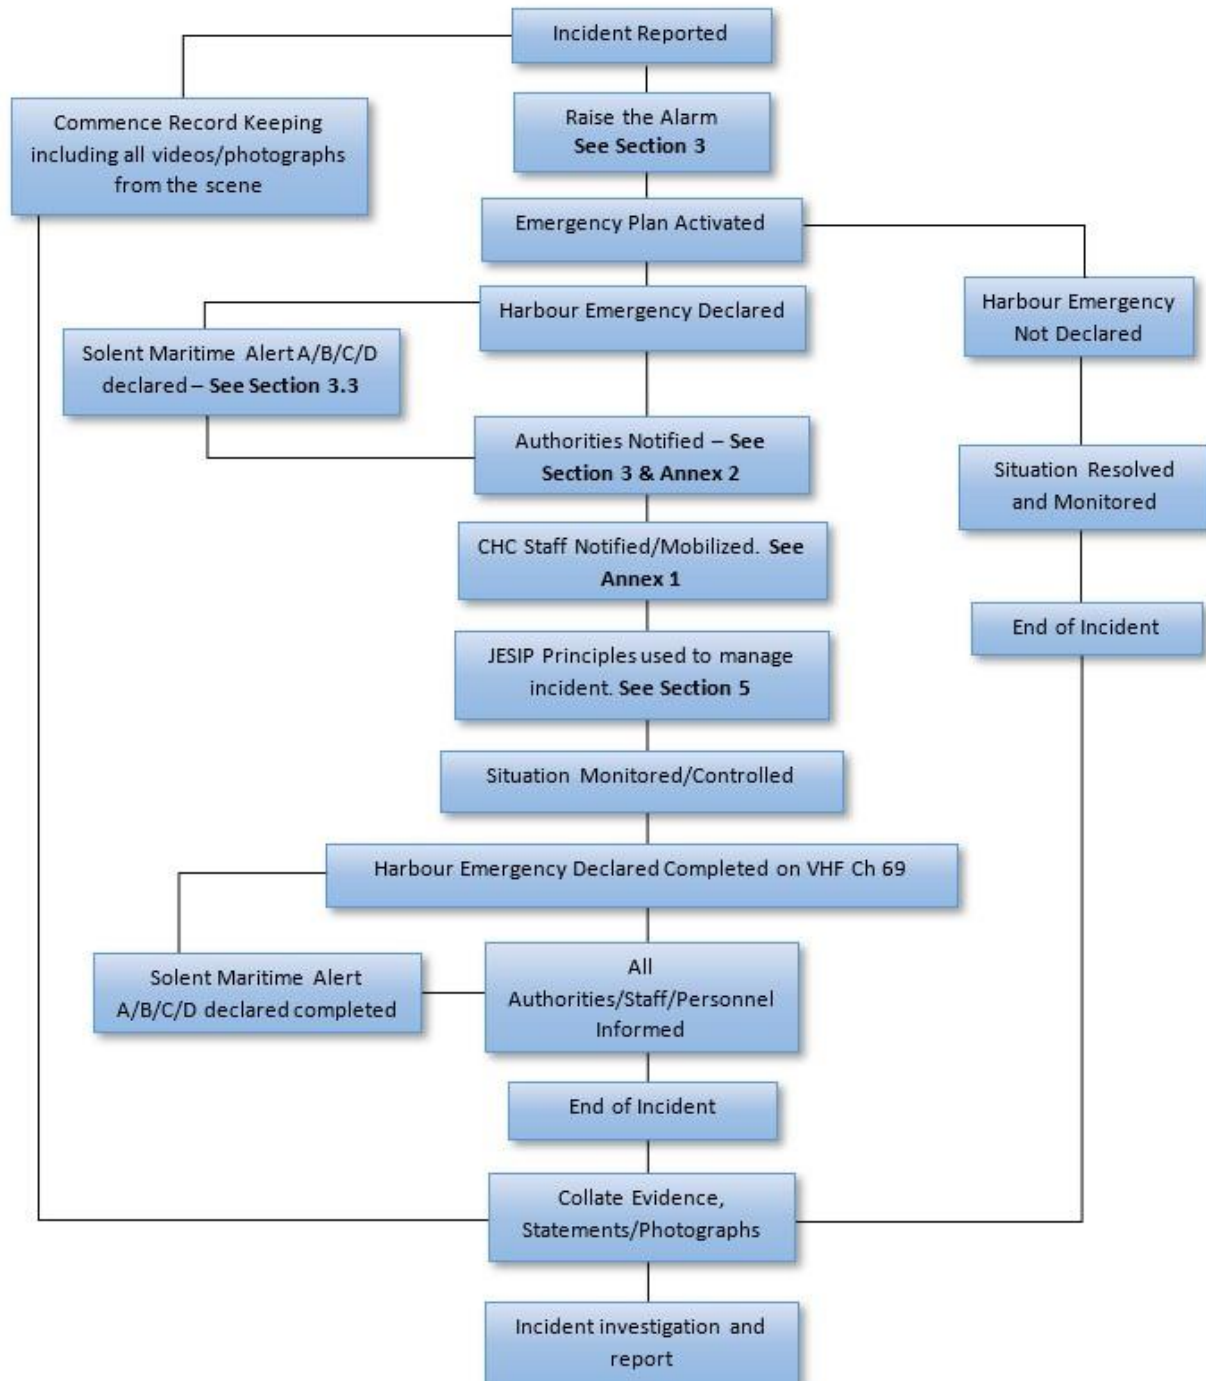 Incident Reported
Commence Record Keeping
including all videos/photographs
from the scene
Raise the Alarm
See Section 3
Emergency Plan Activated
Harbour Emergency Declared
Harbour Emergency
Not Declared
Solent Maritime Alert A/B/C/D
declared – See Section 3.3
Authorities Notified – See
Section 3 & Annex 2
Situation Resolved
and Monitored
CHC Staff Notified/Mobilized. See
Annex 1
End of Incident
JESIP Principles used to manage
incident. See Section 5
Situation Monitored/Controlled
Harbour Emergency Declared Completed on VHF Ch 69
Solent Maritime Alert
A/B/C/D declared completed
All
Authorities/Staff/Personnel
Informed
End of Incident
Collate Evidence,
Statements/Photographs
Incident investigation and
report